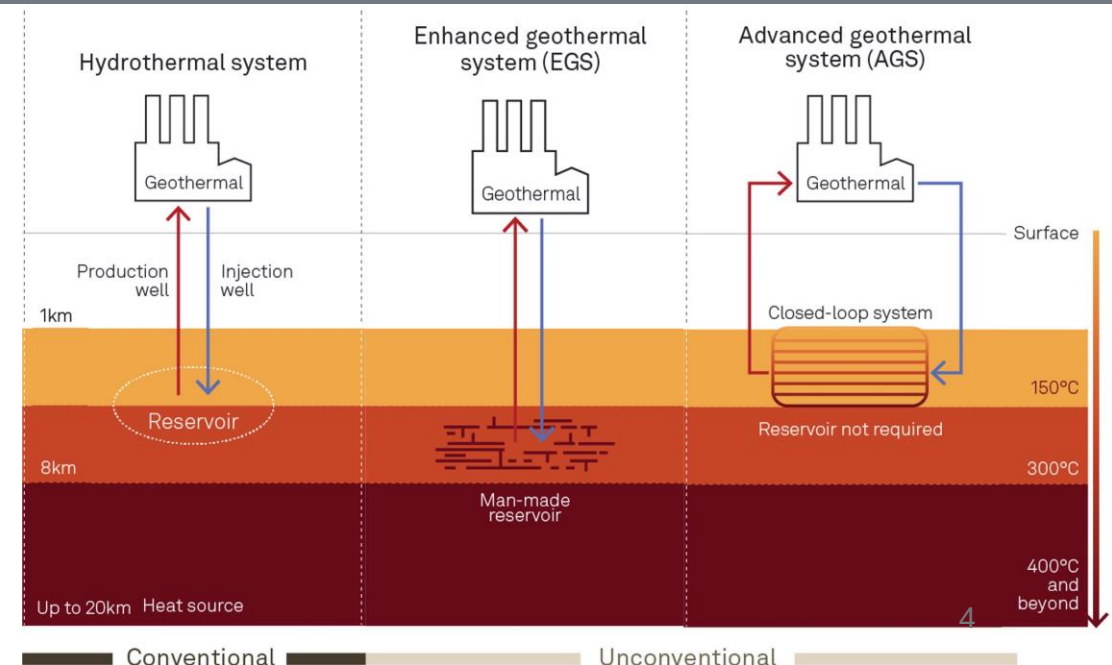 Hydrothermal system
Enhanced geothermal
system (EGS)
Advanced geothermal
system (AGS)
Geothermal
Geothermal
Geothermal
Surface
Production
well
Injection
well
1km
Closed-loop system
150°C
Reservoir
Reservoir not required
8km
300°C
Man-made
reservoir
400°C
and
beyond
Up to 20km Heat source
4
Conventional
Unconventional